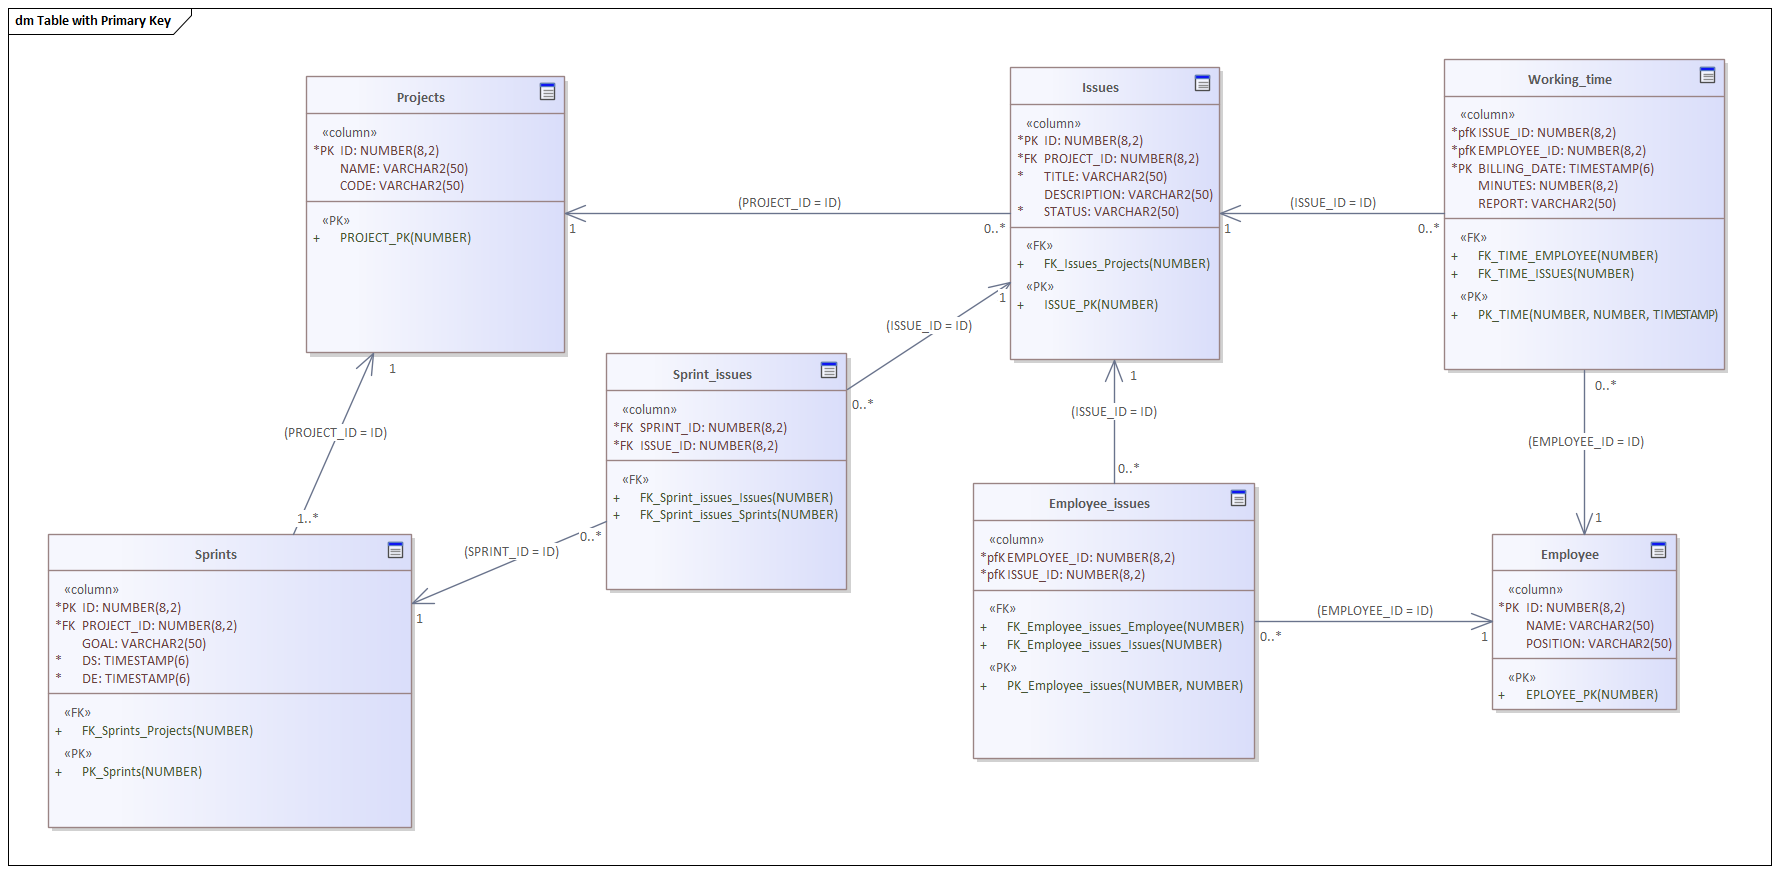 dm Table with Primary Key
Projects
«column»
*PK ID: NUMBER(8,2)
NAME: VARCHAR2(50)
CODE: VARCHAR2(50)
«PK»
+ PROJECT_PK(NUMBER)
(PROJECT_ID = ID)
1
0..*
Issues
«column»
*PK ID: NUMBER(8,2)
*FK PROJECT_ID: NUMBER(8,2)
* TITLE: VARCHAR2(50)
DESCRIPTION: VARCHAR2(50)
* STATUS: VARCHAR2(50)
«FK»
+ FK_Issues_Projects(NUMBER)
«PK»
+ ISSUE_PK(NUMBER)
(ISSUE_ID = ID)
1
0..*
Working_time
«column»
*pfK ISSUE_ID: NUMBER(8,2)
*pfK EMPLOYEE_ID: NUMBER(8,2)
*PK BILLING_DATE: TIMESTAMP(6)
MINUTES: NUMBER(8,2)
REPORT: VARCHAR2(50)
«FK»
+ FK_TIME_EMPLOYEE(NUMBER)
+ FK_TIME_ISSUES(NUMBER)
«PK»
+ PK_TIME(NUMBER, NUMBER, TIMESTAMP)
1
(PROJECT_ID = ID)
1..*
1
(ISSUE_ID = ID)
0..*
Sprint_issues
«column»
*FK SPRINT_ID: NUMBER(8,2)
*FK ISSUE_ID: NUMBER(8,2)
«FK»
+ FK_Sprint_issues_Issues(NUMBER)
+ FK_Sprint_issues_Sprints(NUMBER)
0..*
(SPRINT_ID = ID)
1
1
(ISSUE_ID = ID)
0..*
0..*
(EMPLOYEE_ID = ID)
1
Sprints
«column»
*PK ID: NUMBER(8,2)
*FK PROJECT_ID: NUMBER(8,2)
GOAL: VARCHAR2(50)
* DS: TIMESTAMP(6)
* DE: TIMESTAMP(6)
«FK»
+ FK_Sprints_Projects(NUMBER)
«PK»
+ PK_Sprints(NUMBER)
Employee_issues
«column»
*pfK EMPLOYEE_ID: NUMBER(8,2)
*pfK ISSUE_ID: NUMBER(8,2)
«FK»
+ FK_Employee_issues_Employee(NUMBER)
+ FK_Employee_issues_Issues(NUMBER)
«PK»
+ PK_Employee_issues(NUMBER, NUMBER)
(EMPLOYEE_ID = ID)
0..*
1
Employee
«column»
*PK ID: NUMBER(8,2)
NAME: VARCHAR2(50)
POSITION: VARCHAR2(50)
«PK»
+ EPLOYEE_PK(NUMBER)